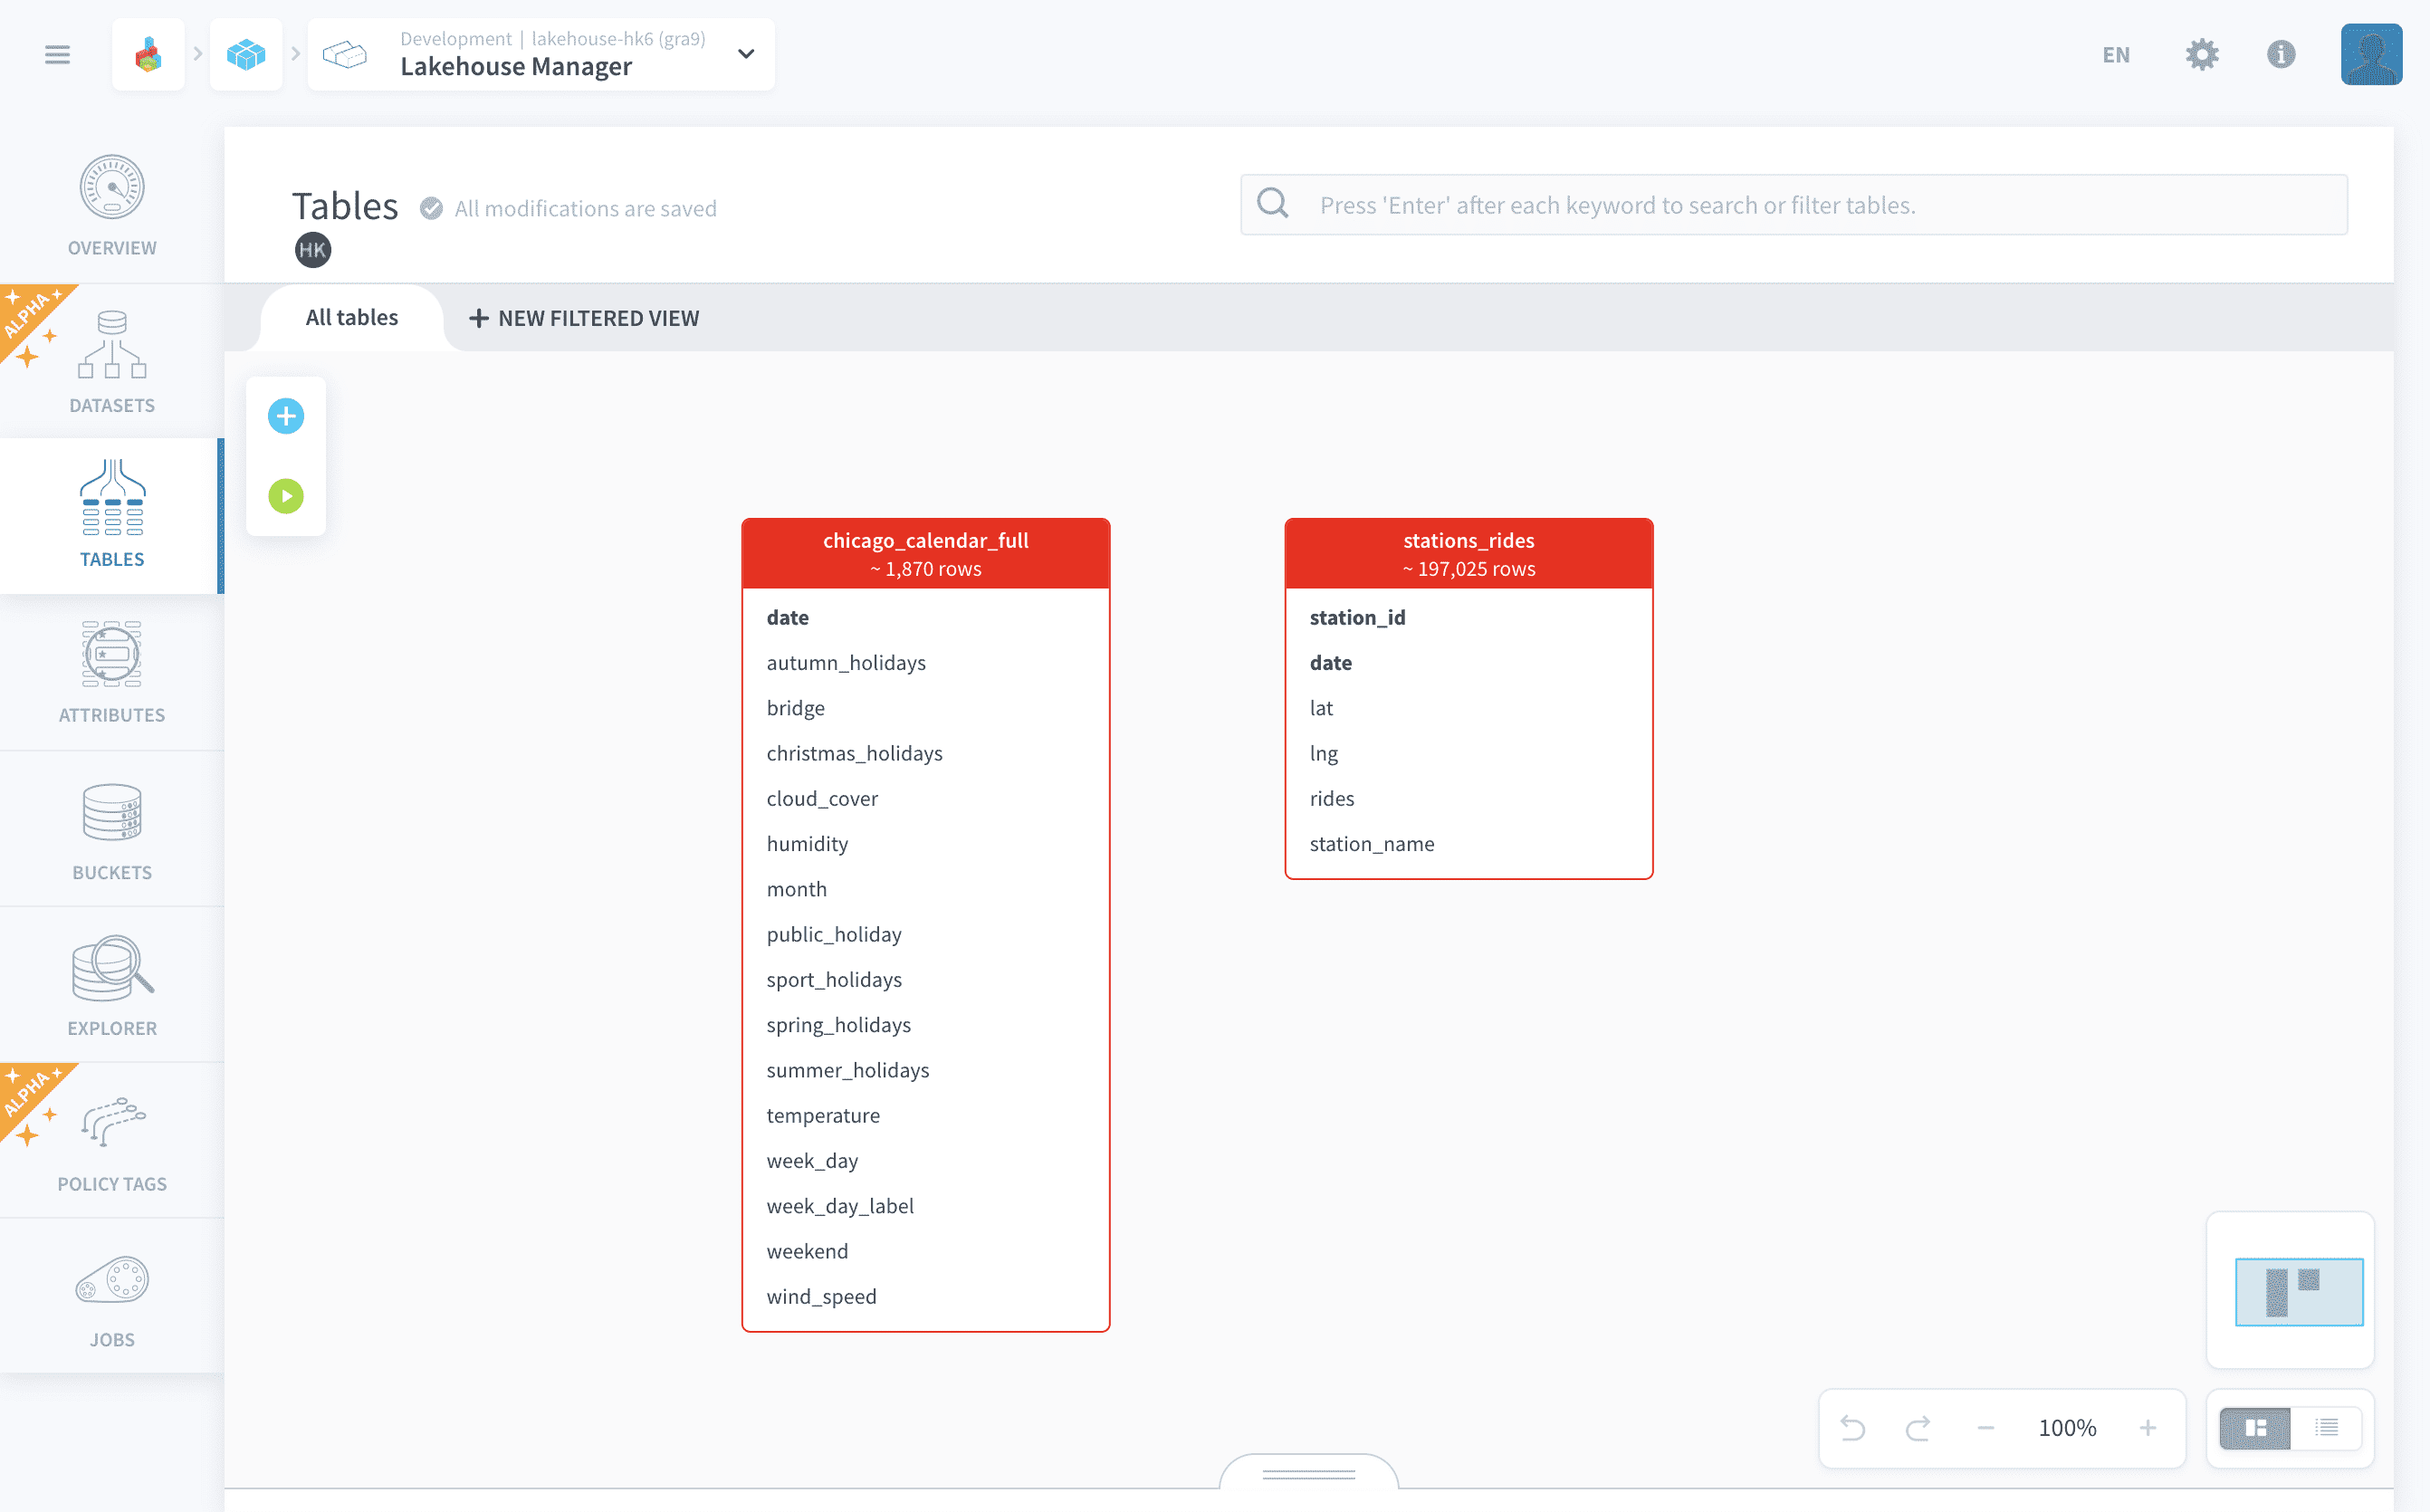 Development | lakehouse-hk6 (gra9)
Lakehouse Manager
EN
OVERVIEW
ALPHA
DATASETS
TABLES
ATTRIBUTES
BUCKETS
EXPLORER
ALPHA
POLICY TAGS
JOBS
Tables
All modifications are saved
HK
Press 'Enter' after each keyword to search or filter tables.
All tables
NEW FILTERED VIEW
chicago_calendar_full
~ 1,870 rows
date
autumn_holidays
bridge
christmas_holidays
cloud_cover
humidity
month
public_holiday
sport_holidays
spring_holidays
summer_holidays
temperature
week_day
week_day_label
weekend
wind_speed
stations_rides
~ 197,025 rows
station_id
date
lat
lng
rides
station_name
100%